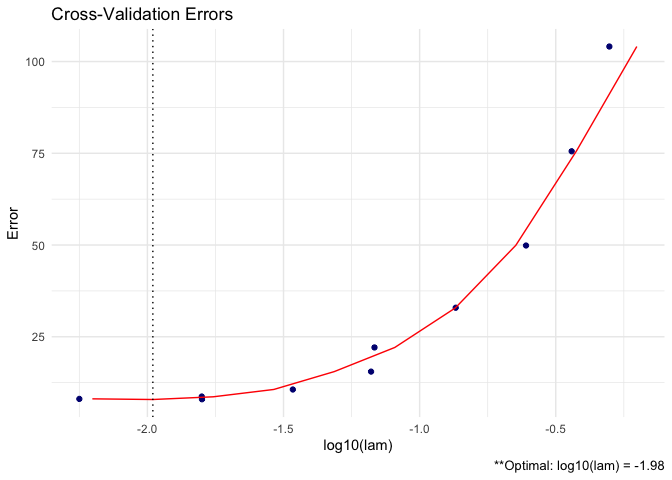 Cross-Validation Errors
100
75
50
25
Error
-2.0
-1.5
-1.0
-0.5
log10(lam)
**Optimal: log10(lam) = -1.98